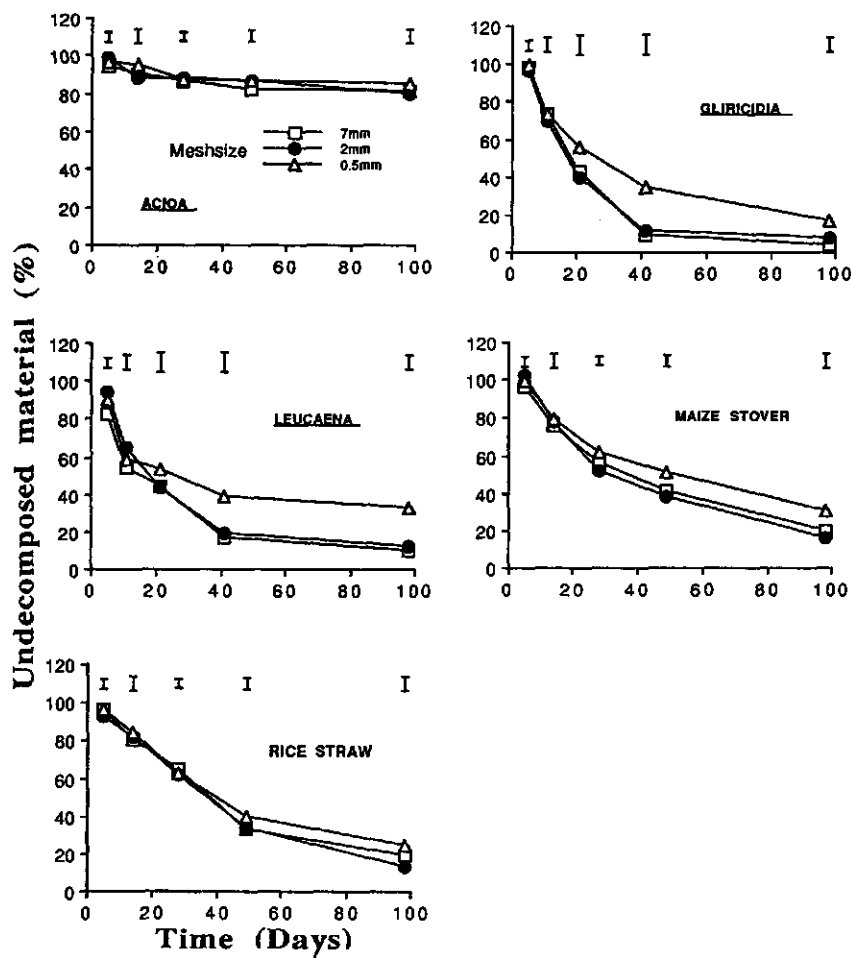 120
100
80
60
40
20
0
0 20 40 60 80 100
Meshsize
7mm
2mm
0.5mm
ACIOA
120
100
80
60
40
20
0
0 20 40 60 80 100
GLIRICIDIA
120
100
80
60
40
20
0
0 20 40 60 80 100
LEUCAENA
120
100
80
60
40
20
0
0 20 40 60 80 100
MAIZE STOVER
120
100
80
60
40
20
0
0 20 40 60 80 100
RICE STRAW
Undecomposed material (%)
Time (Days)